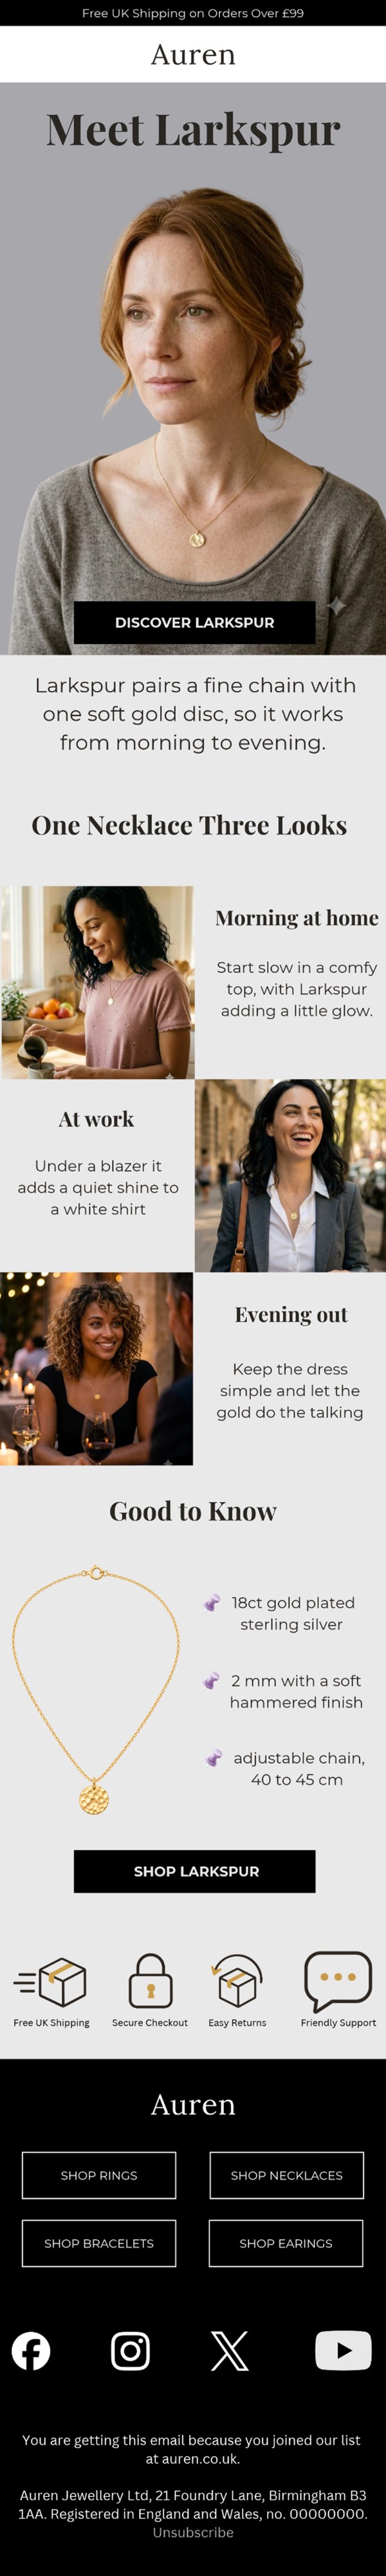 Free UK Shipping on Orders Over £99
Auren
Meet Larkspur
DISCOVER LARKSPUR
Larkspur pairs a fine chain with
one soft gold disc, so it works
from morning to evening.
One Necklace Three Looks
Morning at home
Start slow in a comfy
top, with Larkspur
adding a little glow.
At work
Under a blazer it
adds a quiet shine to
a white shirt
Evening out
Keep the dress
simple and let the
gold do the talking
Good to Know
18ct gold plated
sterling silver
2 mm with a soft
hammered finish
adjustable chain,
40 to 45 cm
SHOP LARKSPUR
Free UK Shipping
Secure Checkout
Easy Returns
Friendly Support
Auren
SHOP RINGS
SHOP NECKLACES
SHOP BRACELETS
SHOP EARINGS
You are getting this email because you joined our list
at auren.co.uk.
Auren Jewellery Ltd, 21 Foundry Lane, Birmingham B3
1AA. Registered in England and Wales, no. 00000000.
Unsubscribe